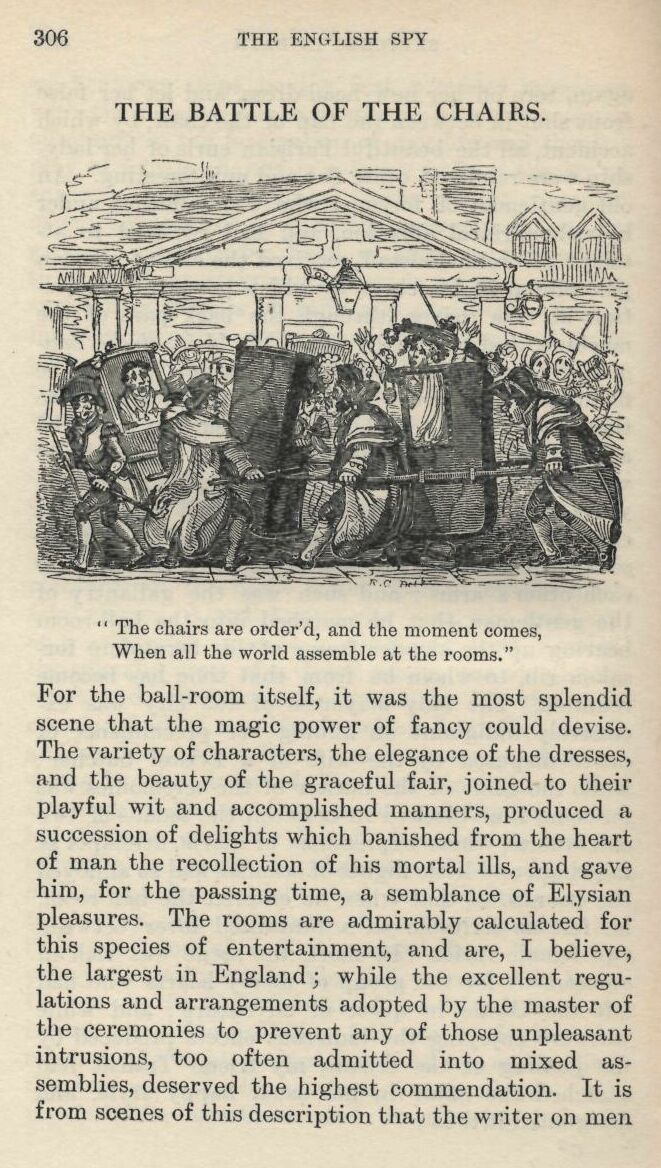 306
THE ENGLISH SPY
THE BATTLE OF THE CHAIRS.
R.C.
“ The chairs are order’d, and the moment comes,
When all the world assemble at the rooms.”
For the ball-room itself, it was the most splendid
scene that the magic power of fancy could devise.
The variety of characters, the elegance of the dresses,
and the beauty of the graceful fair, joined to their
playful wit and accomplished manners, produced a
succession of delights which banished from the heart
of man the recollection of his mortal ills, and gave
him, for the passing time, a semblance of Elysian
pleasures. The rooms are admirably calculated for
this species of entertainment, and are, I believe,
the largest in England ; while the excellent regu-
lations and arrangements adopted by the master of
the ceremonies to prevent any of those unpleasant
intrusions, too often admitted into mixed as-
semblies, deserved the highest commendation. It is
from scenes of this description that the writer on men